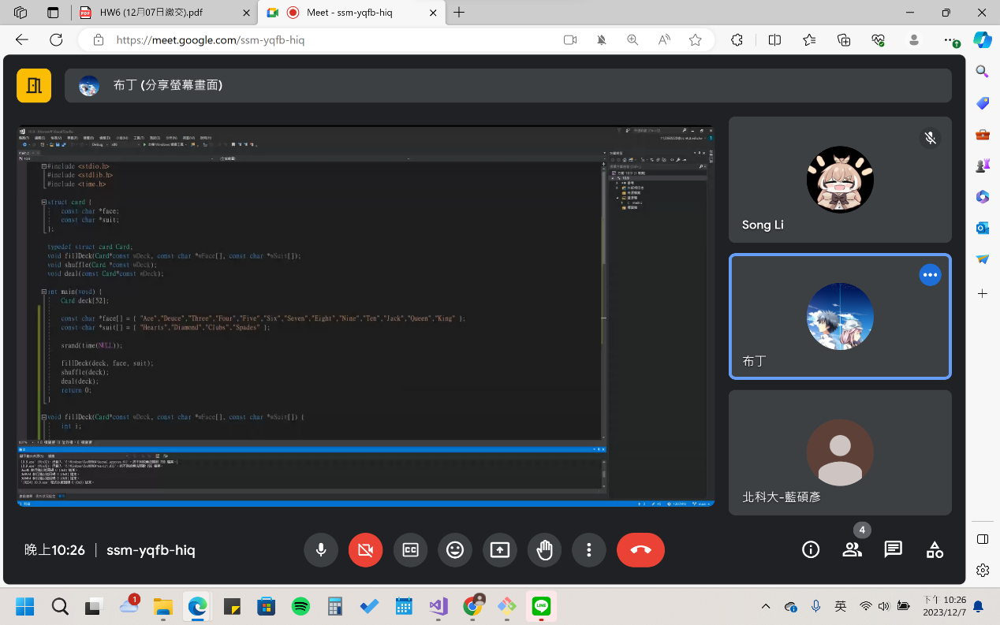 HW6 (12月07日繳交).pdf
Meet - ssm-yqfb-hiq
https://meet.google.com/ssm-yqfb-hiq
布丁 (分享螢幕畫面)
#include <stdio.h>
#include <stdlib.h>
#include <time.h>
struct card {
const char *face;
const char *suit;
};
typedef struct card Card;
void fillDeck(Card*const wDeck, const char *wFace[], const char *wSuit[]);
void shuffle(Card *const wDeck);
void deal(const Card*const wDeck);
int main(void) {
Card deck[52];
const char *face[] = { "Ace","Deuce","Three","Four","Five","Six","Seven","Eight","Nine","Ten","Jack","Queen","King" };
const char *suit[] = { "Hearts","Diamond","Clubs","Spades" };
srand(time(NULL));
fillDeck(deck, face, suit);
shuffle(deck);
deal(deck);
return 0;
}
void fillDeck(Card*const wDeck, const char *wFace[], const char *wSuit[]) {
int i;
Song Li
布丁
北科大-藍碩彥
晚上10:26 | ssm-yqfb-hiq
CC
4
1
英
下午 10:26
2023/12/7